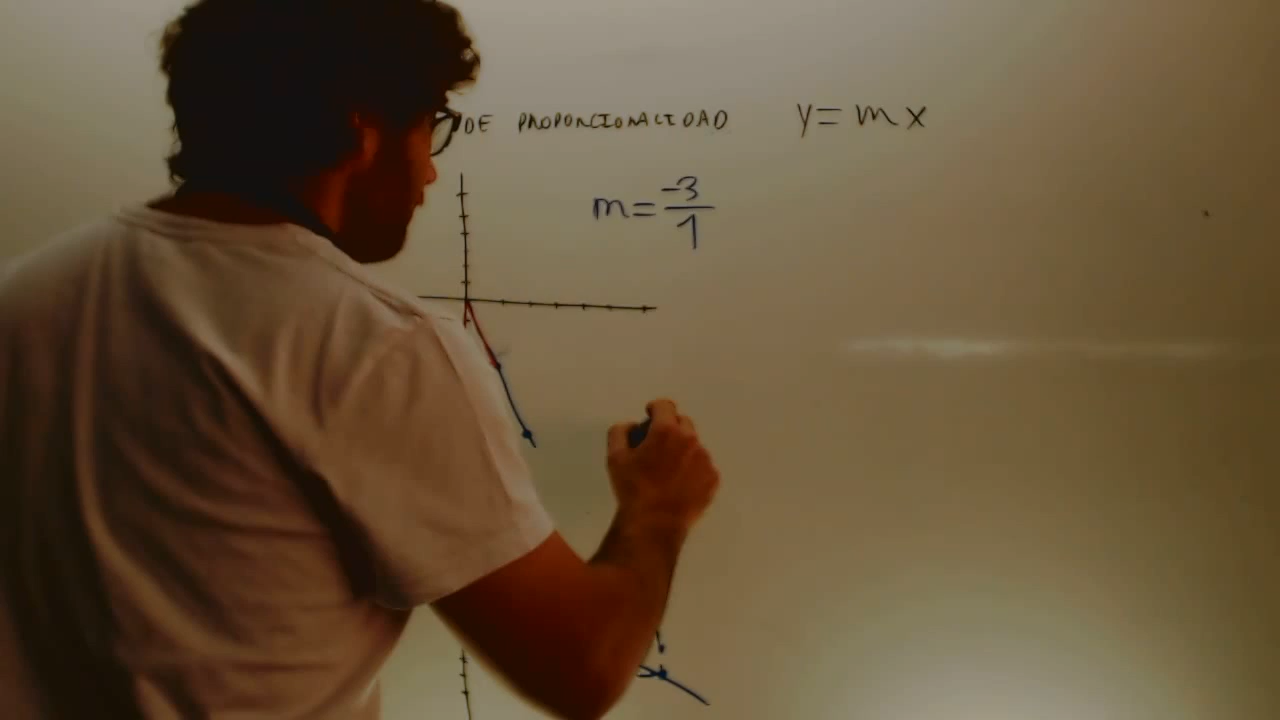 DE PROPORCIONALIDAD y = mx
m = -3/1